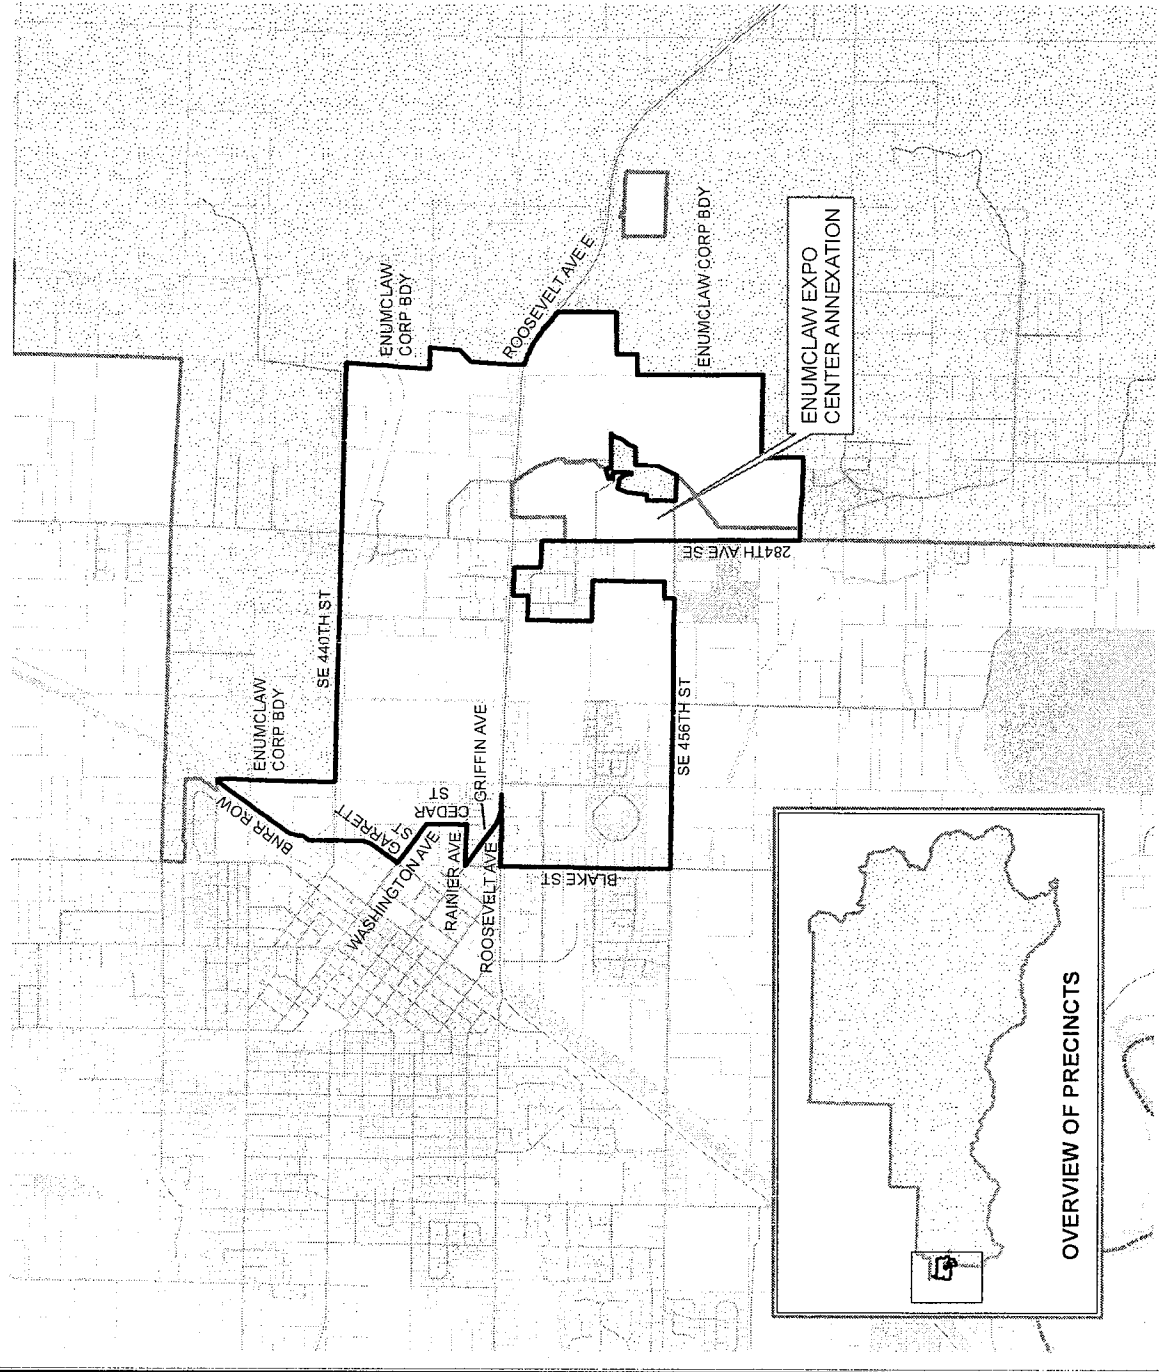 ENUMCLAW
CORP BDY
SE 440TH ST
ENUMCLAW
CORP BDY
ROOSEVELT AVE E
ENUMCLAW CORP BDY
ENUMCLAW EXPO
CENTER ANNEXATION
284TH AVE SE
BNRR ROW
GARRETT
ST
WASHINGTON AVE
CEDAR
ST
RAINIER AVE
GRIFFIN AVE
ROOSEVELT AVE
BLAKE ST
SE 456TH ST
OVERVIEW OF PRECINCTS